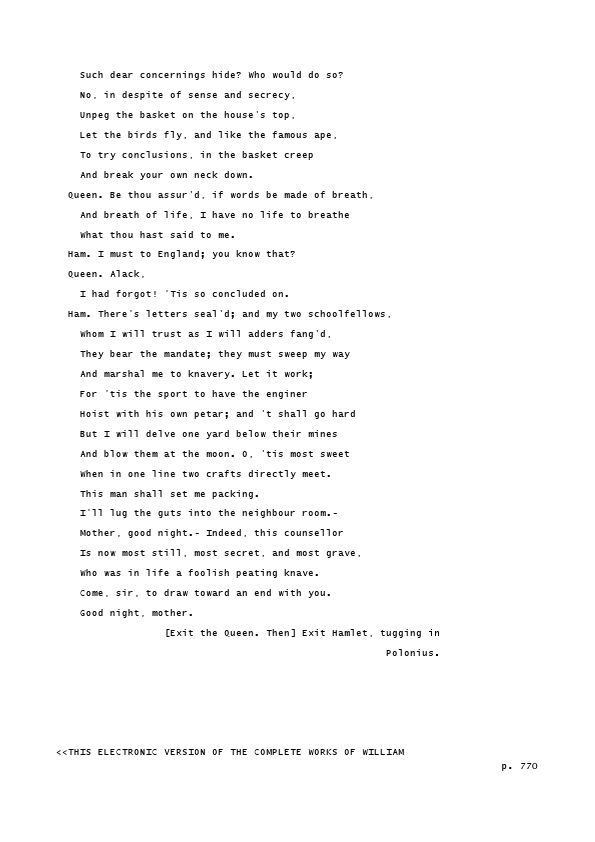 Such dear concernings hide? Who would do so?
No, in despite of sense and secrecy,
Unpeg the basket on the house's top,
Let the birds fly, and like the famous ape,
To try conclusions, in the basket creep
And break your own neck down.
Queen. Be thou assur'd, if words be made of breath,
And breath of life, I have no life to breathe
What thou hast said to me.
Ham. I must to England; you know that?
Queen. Alack,
I had forgot! 'Tis so concluded on.
Ham. There's letters seal'd; and my two schoolfellows,
Whom I will trust as I will adders fang'd,
They bear the mandate; they must sweep my way
And marshal me to knavery. Let it work;
For 'tis the sport to have the enginer
Hoist with his own petar; and 't shall go hard
But I will delve one yard below their mines
And blow them at the moon. O, 'tis most sweet
When in one line two crafts directly meet.
This man shall set me packing.
I'll lug the guts into the neighbour room.-
Mother, good night.- Indeed, this counsellor
Is now most still, most secret, and most grave,
Who was in life a foolish peating knave.
Come, sir, to draw toward an end with you.
Good night, mother.
[Exit the Queen. Then] Exit Hamlet, tugging in
Polonius.
<<THIS ELECTRONIC VERSION OF THE COMPLETE WORKS OF WILLIAM
p. 770